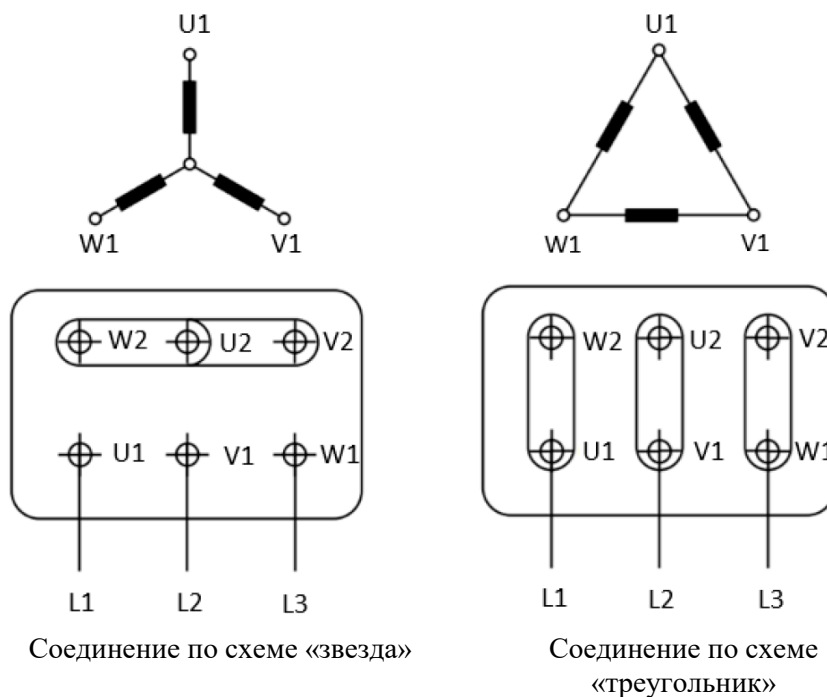 U1
W1
V1
W2
U2
V2
U1
V1
W1
L1
L2
L3
Соединение по схеме «звезда»
U1
W1
V1
W2
U2
V2
U1
V1
W1
L1
L2
L3
Соединение по схеме
«треугольник»